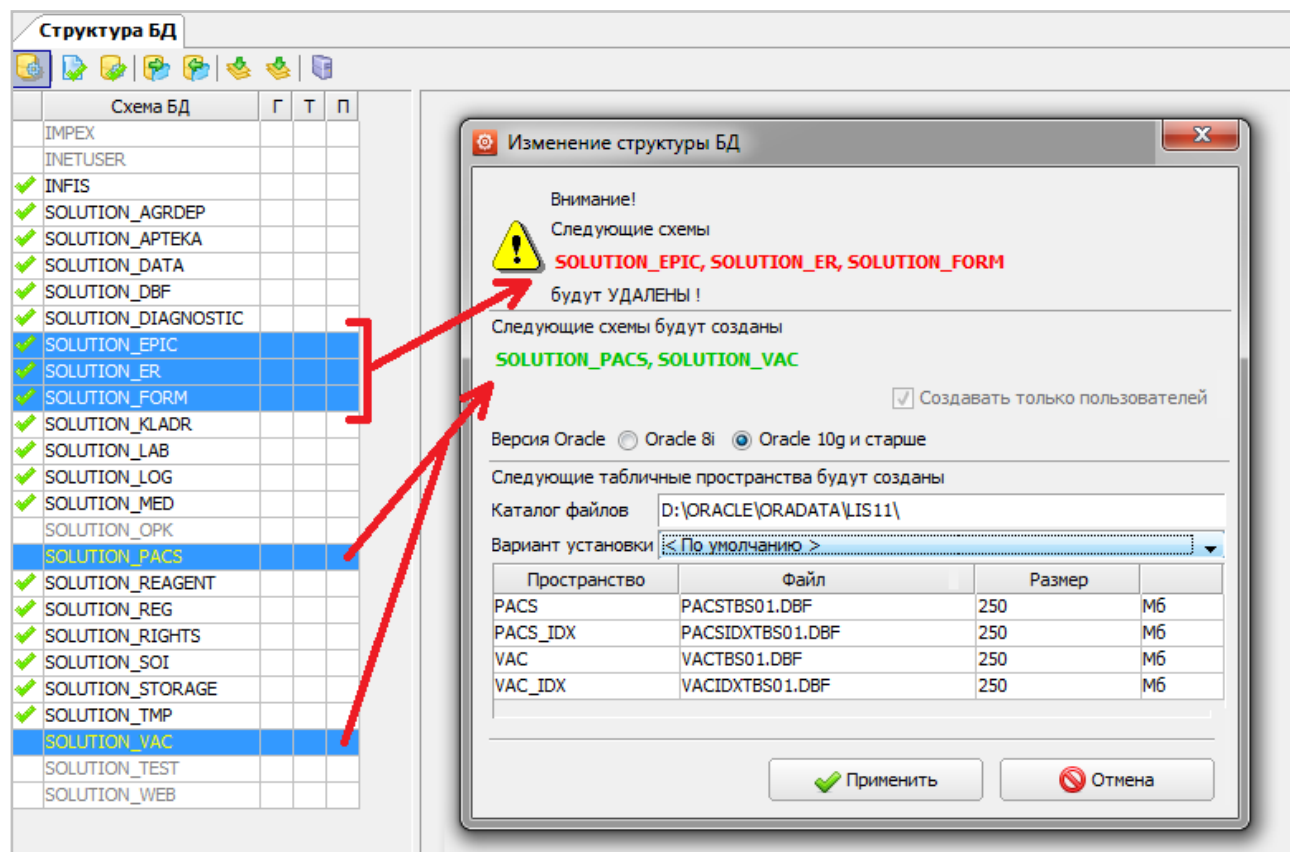 Структура БД
Схема БД Г Т П
IMPEX
INETUSER
INFIS
SOLUTION_AGRDEP
SOLUTION_APTEKA
SOLUTION_DATA
SOLUTION_DBF
SOLUTION_DIAGNOSTIC
SOLUTION_EPIC
SOLUTION_ER
SOLUTION_FORM
SOLUTION_KLADR
SOLUTION_LAB
SOLUTION_LOG
SOLUTION_MED
SOLUTION_OPK
SOLUTION_PACS
SOLUTION_REAGENT
SOLUTION_REG
SOLUTION_RIGHTS
SOLUTION_SOI
SOLUTION_STORAGE
SOLUTION_TMP
SOLUTION_VAC
SOLUTION_TEST
SOLUTION_WEB
Изменение структуры БД
Внимание!
Следующие схемы
SOLUTION_EPIC, SOLUTION_ER, SOLUTION_FORM
будут УДАЛЕНЫ !
Следующие схемы будут созданы
SOLUTION_PACS, SOLUTION_VAC
Создавать только пользователей
Версия Oracle Oracle 8i Oracle 10g и старше
Следующие табличные пространства будут созданы
Каталог файлов D:\ORACLE\ORADATA\LIS11\
Вариант установки < По умолчанию >
Пространство Файл Размер
PACS PACSTBS01.DBF 250 Мб
PACS_IDX PACSIDXTBS01.DBF 250 Мб
VAC VACTBS01.DBF 250 Мб
VAC_IDX VACIDXTBS01.DBF 250 Мб
Применить Отмена